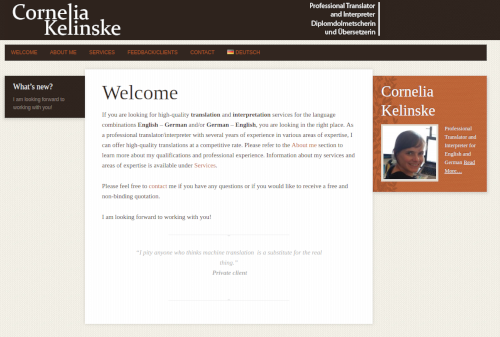 Cornelia
Kelinske
Professional Translator
and Interpreter
Diplomdolmetscherin
und Übersetzerin
WELCOME ABOUT ME SERVICES FEEDBACK/CLIENTS CONTACT DEUTSCH
What's new?
I am looking forward to
working with you!
Welcome
If you are looking for high-quality translation and interpretation services for the language
combinations English – German and/or German – English, you are looking in the right place. As
a professional translator/interpreter with several years of experience in various areas of expertise, I
can offer high-quality translations at a competitive rate. Please refer to the About me section to
learn more about my qualifications and professional experience. Information about my services and
areas of expertise is available under Services.
Please feel free to contact me if you have any questions or if you would like to receive a free and
non-binding quotation.
I am looking forward to working with you!
“I pity anyone who thinks machine translation is a substitute for the real
thing.”
Private client
Cornelia
Kelinske
Professional
Translator and
Interpreter for
English and
German Read
More…